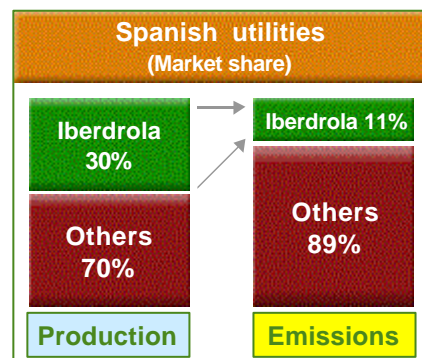 Spanish utilities
(Market share)
Iberdrola
30%
Others
70%
Production
Iberdrola 11%
Others
89%
Emissions